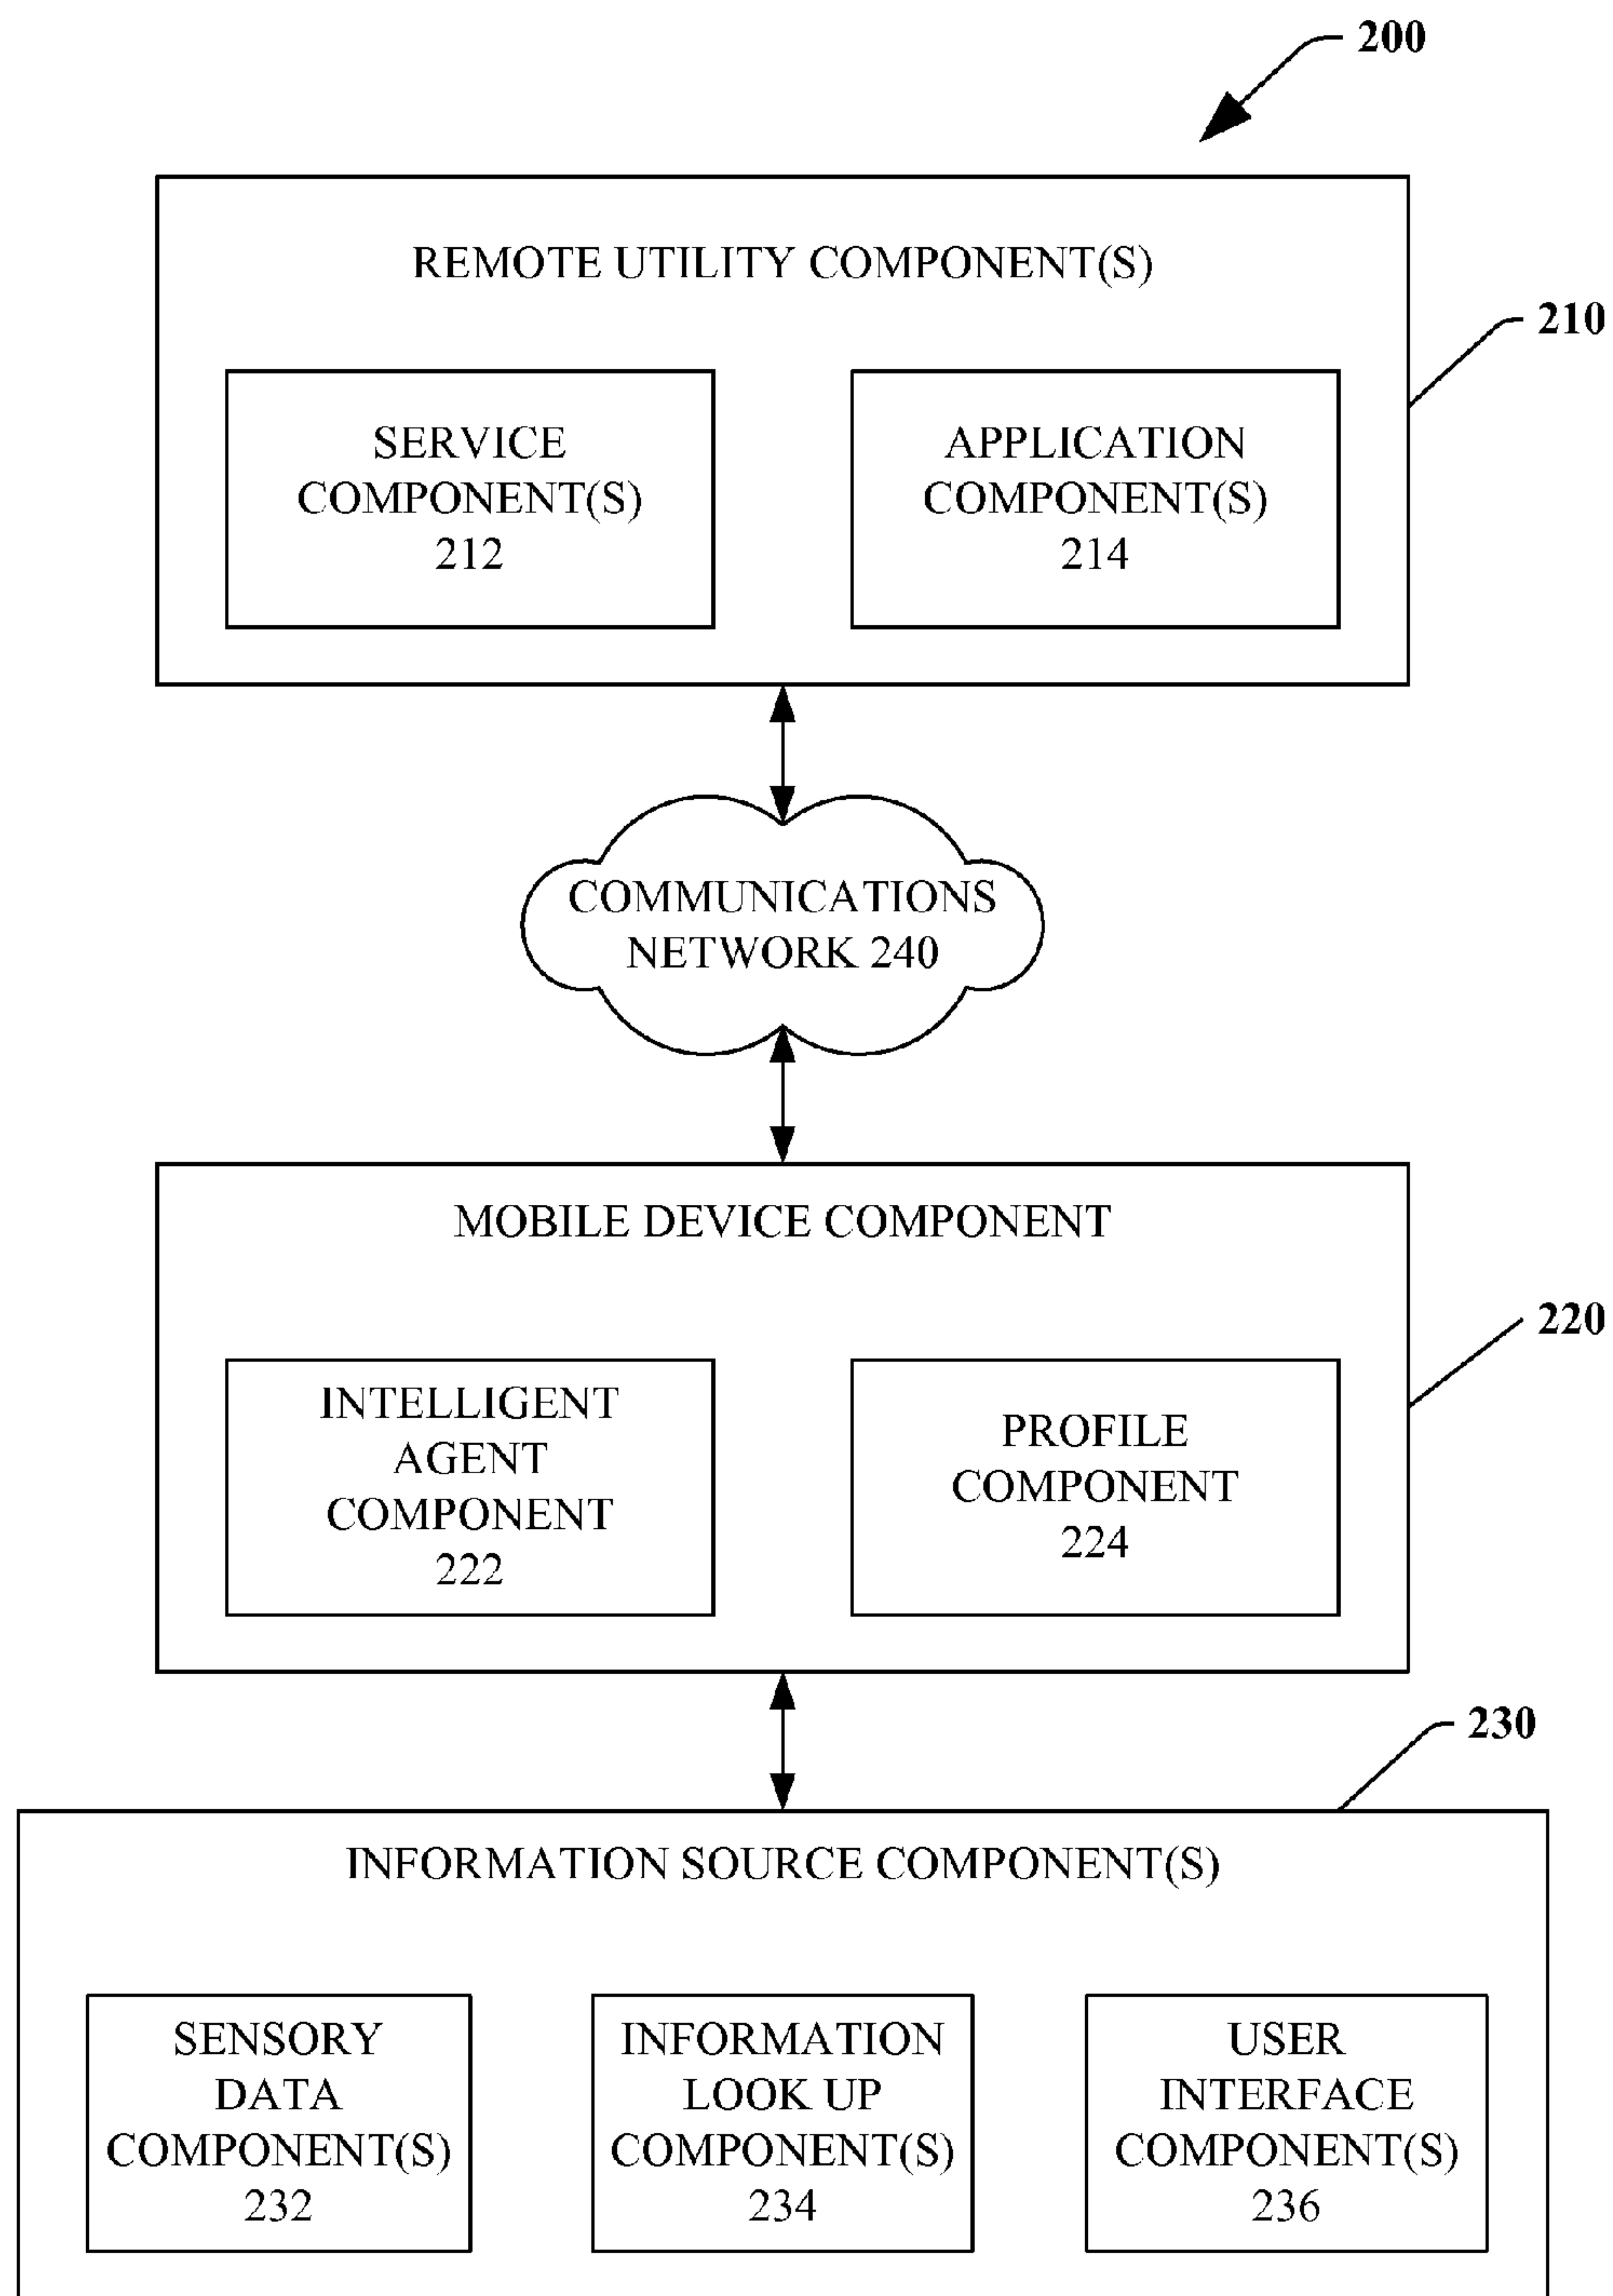 200
REMOTE UTILITY COMPONENT(S)
210
SERVICE
COMPONENT(S)
212
APPLICATION
COMPONENT(S)
214
COMMUNICATIONS
NETWORK 240
MOBILE DEVICE COMPONENT
220
INTELLIGENT
AGENT
COMPONENT
222
PROFILE
COMPONENT
224
230
INFORMATION SOURCE COMPONENT(S)
SENSORY
DATA
COMPONENT(S)
232
INFORMATION
LOOK UP
COMPONENT(S)
234
USER
INTERFACE
COMPONENT(S)
236